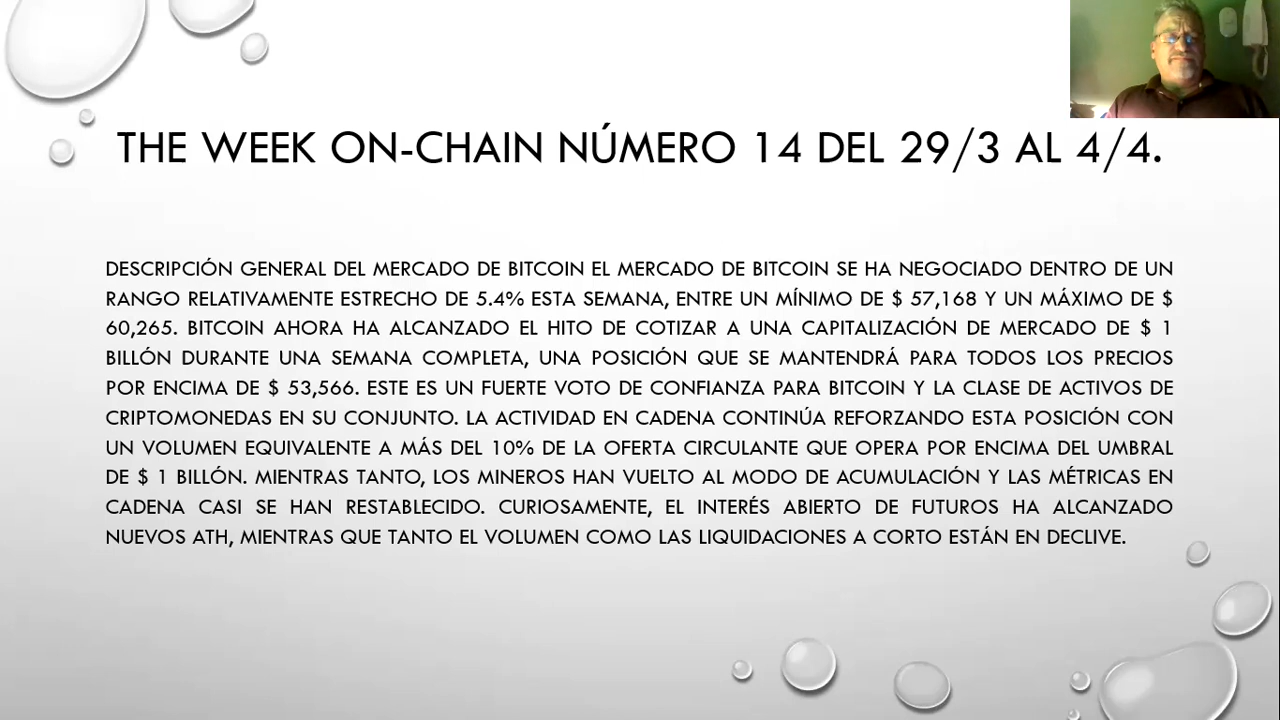 THE WEEK ON-CHAIN NÚMERO 14 DEL 29/3 AL 4/4.
DESCRIPCIÓN GENERAL DEL MERCADO DE BITCOIN EL MERCADO DE BITCOIN SE HA NEGOCIADO DENTRO DE UN
RANGO RELATIVAMENTE ESTRECHO DE 5.4% ESTA SEMANA, ENTRE UN MÍNIMO DE $ 57,168 Y UN MÁXIMO DE $
60,265. BITCOIN AHORA HA ALCANZADO EL HITO DE COTIZAR A UNA CAPITALIZACIÓN DE MERCADO DE $ 1
BILLÓN DURANTE UNA SEMANA COMPLETA, UNA POSICIÓN QUE SE MANTENDRÁ PARA TODOS LOS PRECIOS
POR ENCIMA DE $ 53,566. ESTE ES UN FUERTE VOTO DE CONFIANZA PARA BITCOIN Y LA CLASE DE ACTIVOS DE
CRIPTOMONEDAS EN SU CONJUNTO. LA ACTIVIDAD EN CADENA CONTINÚA REFORZANDO ESTA POSICIÓN CON
UN VOLUMEN EQUIVALENTE A MÁS DEL 10% DE LA OFERTA CIRCULANTE QUE OPERA POR ENCIMA DEL UMBRAL
DE $ 1 BILLÓN. MIENTRAS TANTO, LOS MINEROS HAN VUELTO AL MODO DE ACUMULACIÓN Y LAS MÉTRICAS EN
CADENA CASI SE HAN RESTABLECIDO. CURIOSAMENTE, EL INTERÉS ABIERTO DE FUTUROS HA ALCANZADO
NUEVOS ATH, MIENTRAS QUE TANTO EL VOLUMEN COMO LAS LIQUIDACIONES A CORTO ESTÁN EN DECLIVE.